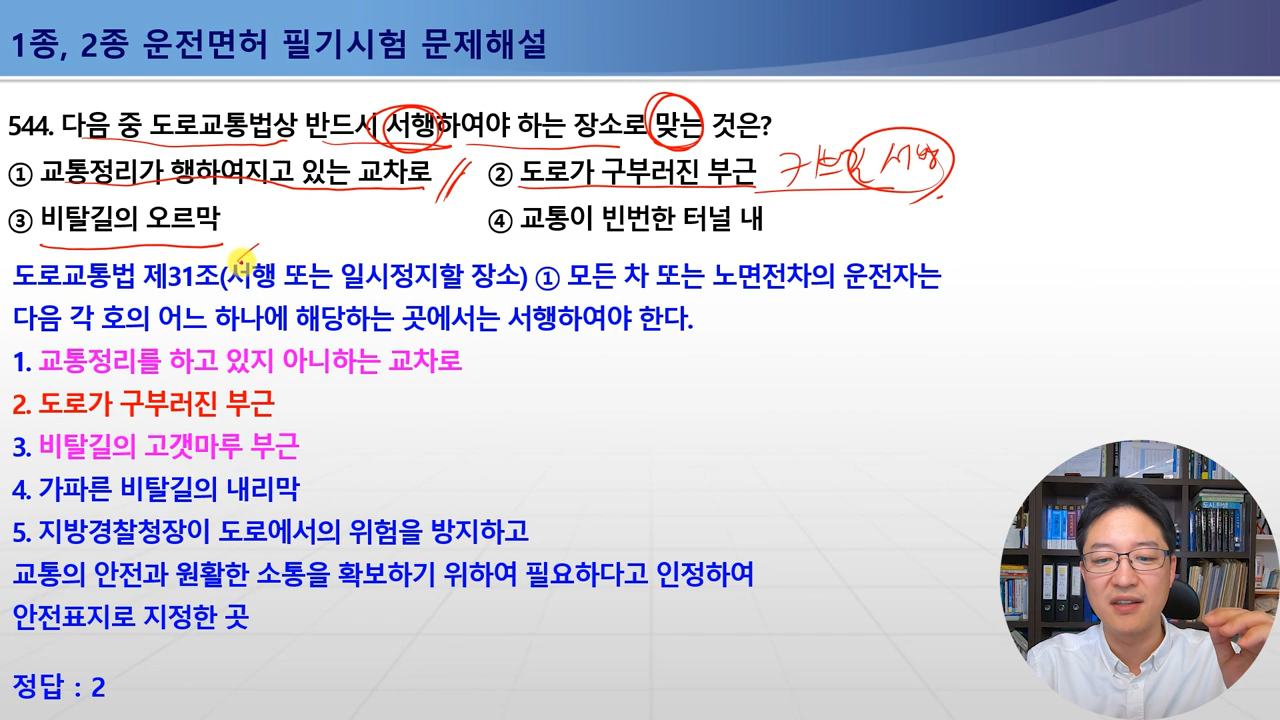 1종, 2종 운전면허 필기시험 문제해설
544. 다음 중 도로교통법상 반드시 서행하여야 하는 장소로 맞는 것은?
① 교통정리가 행하여지고 있는 교차로 ② 도로가 구부러진 부근 서행
③ 비탈길의 오르막 ④ 교통이 빈번한 터널 내
도로교통법 제31조(서행 또는 일시정지할 장소) ① 모든 차 또는 노면전차의 운전자는
다음 각 호의 어느 하나에 해당하는 곳에서는 서행하여야 한다.
1. 교통정리를 하고 있지 아니하는 교차로
2. 도로가 구부러진 부근
3. 비탈길의 고갯마루 부근
4. 가파른 비탈길의 내리막
5. 지방경찰청장이 도로에서의 위험을 방지하고
교통의 안전과 원활한 소통을 확보하기 위하여 필요하다고 인정하여
안전표지로 지정한 곳
정답 : 2